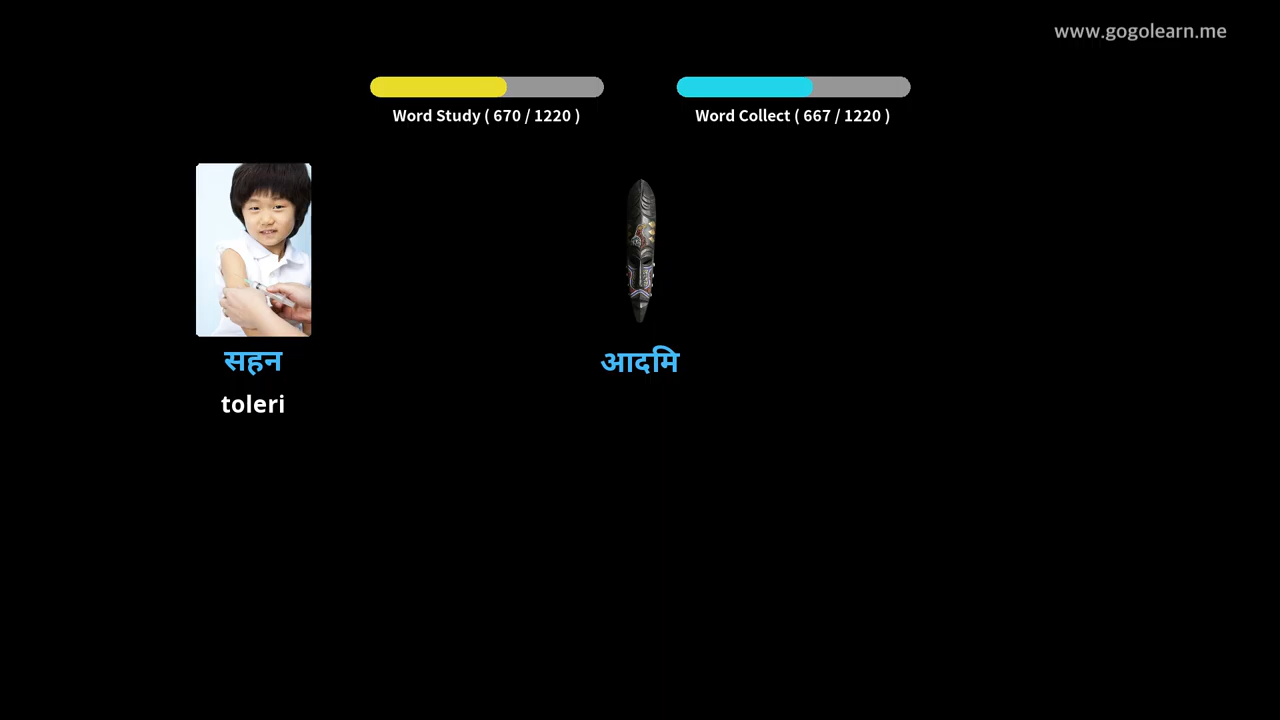 www.gogolearn.me
Word Study ( 670 / 1220 )
Word Collect ( 667 / 1220 )
सहन
toleri
आदमि